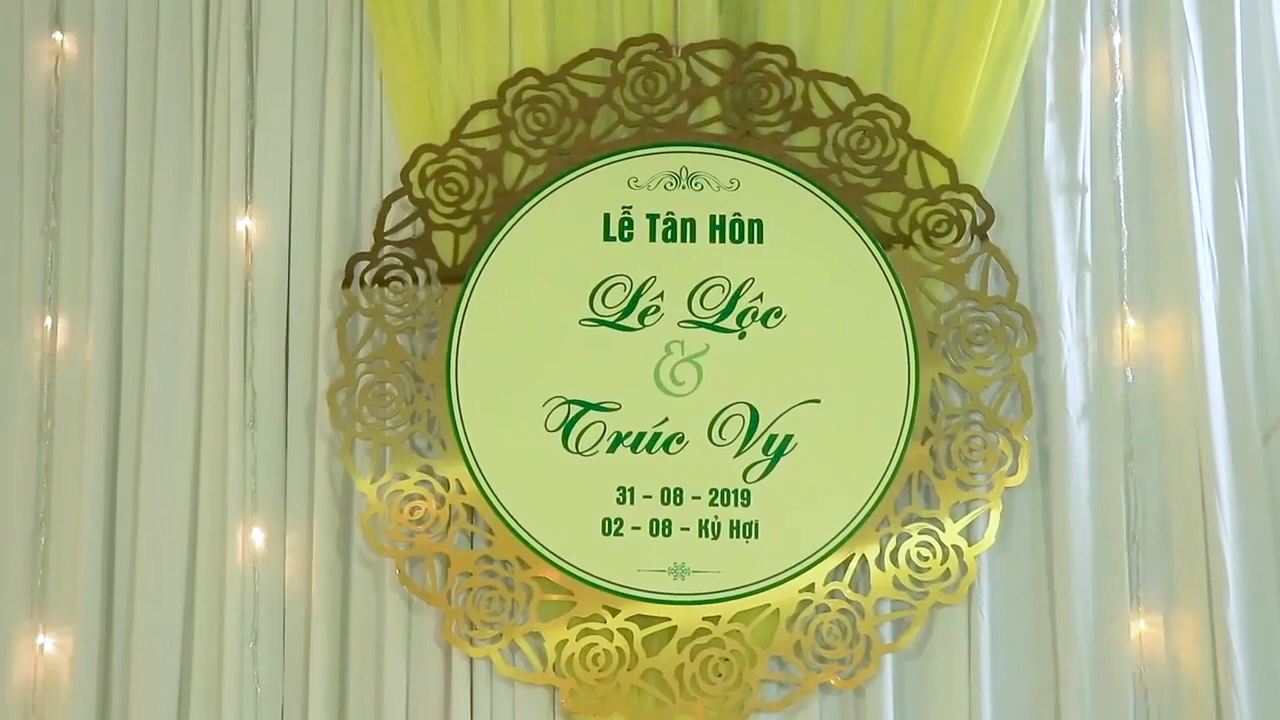 Lễ Tân Hôn
Lê Lộc
&
Trúc Vy
31 - 08 - 2019
02 - 08 - Kỷ Hợi